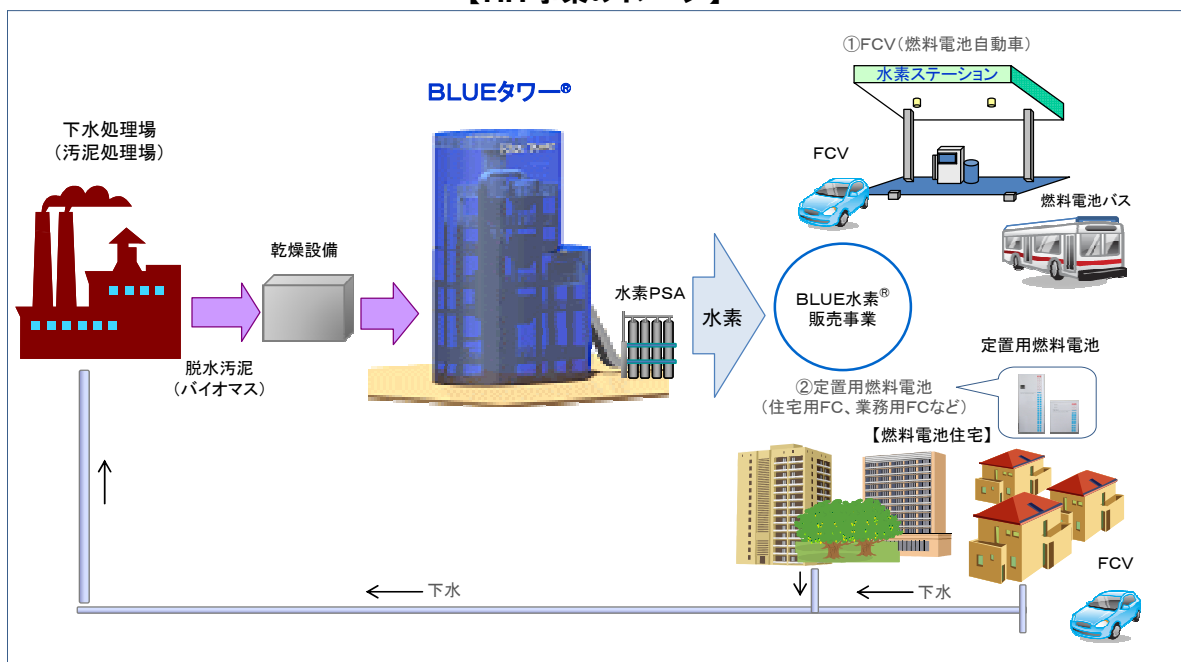 ①FCV(燃料電池自動車)
水素ステーション
BLUEタワー®
下水処理場
(汚泥処理場)
FCV
燃料電池バス
乾燥設備
水素PSA
水素
BLUE水素®
販売事業
脱水汚泥
(バイオマス)
定置用燃料電池
②定置用燃料電池
(住宅用FC、業務用FCなど)
【燃料電池住宅】
FCV
下水
下水